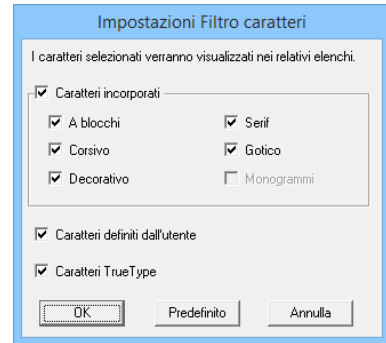 Impostazioni Filtro caratteri
I caratteri selezionati verranno visualizzati nei relativi elenchi.
Caratteri incorporati
A blocchi
Serif
Corsivo
Gotico
Decorativo
Monogrammi
Caratteri definiti dall'utente
Caratteri TrueType
OK
Predefinito
Annulla